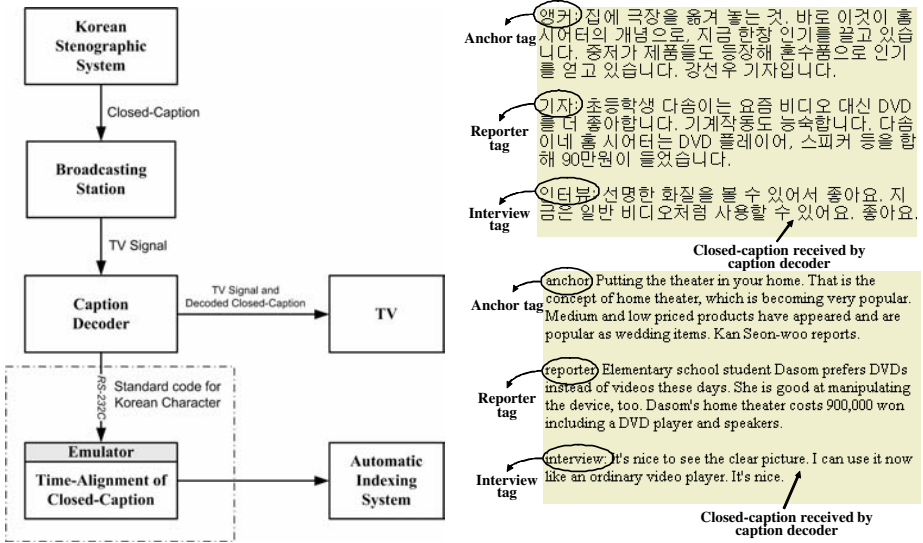 Korean
Stenographic
System
Closed-Caption
Broadcasting
Station
TV Signal
Caption
Decoder
TV Signal and
Decoded Closed-Caption
TV
RS-232C
Standard code for
Korean Character
Emulator
Time-Alignment of
Closed-Caption
Automatic
Indexing
System
Anchor tag
앵커: 집에 극장을 옮겨 놓는 것. 바로 이것이 홈
시어터의 개념으로, 지금 한창 인기를 끌고 있습
니다. 중저가 제품들도 등장해 혼수품으로 인기
를 얻고 있습니다. 강선우 기자입니다.
Reporter
tag
기자: 초등학생 다솜이는 요즘 비디오 대신 DVD
를 더 좋아합니다. 기계작동도 능숙합니다. 다솜
이네 홈 시어터는 DVD 플레이어, 스피커 등을 합
해 90만원이 들었습니다.
Interview
tag
인터뷰: 선명한 화질을 볼 수 있어서 좋아요. 지
금은 일반 비디오처럼 사용할 수 있어요. 좋아요.
Closed-caption received by
caption decoder
Anchor tag
anchor: Putting the theater in your home. That is the
concept of home theater, which is becoming very popular.
Medium and low priced products have appeared and are
popular as wedding items. Kan Seon-woo reports.
Reporter
tag
reporter: Elementary school student Dasom prefers DVDs
instead of videos these days. She is good at manipulating
the device, too. Dasom's home theater costs 900,000 won
including a DVD player and speakers.
Interview
tag
interview: It's nice to see the clear picture. I can use it now
like an ordinary video player. It's nice.
Closed-caption received by
caption decoder